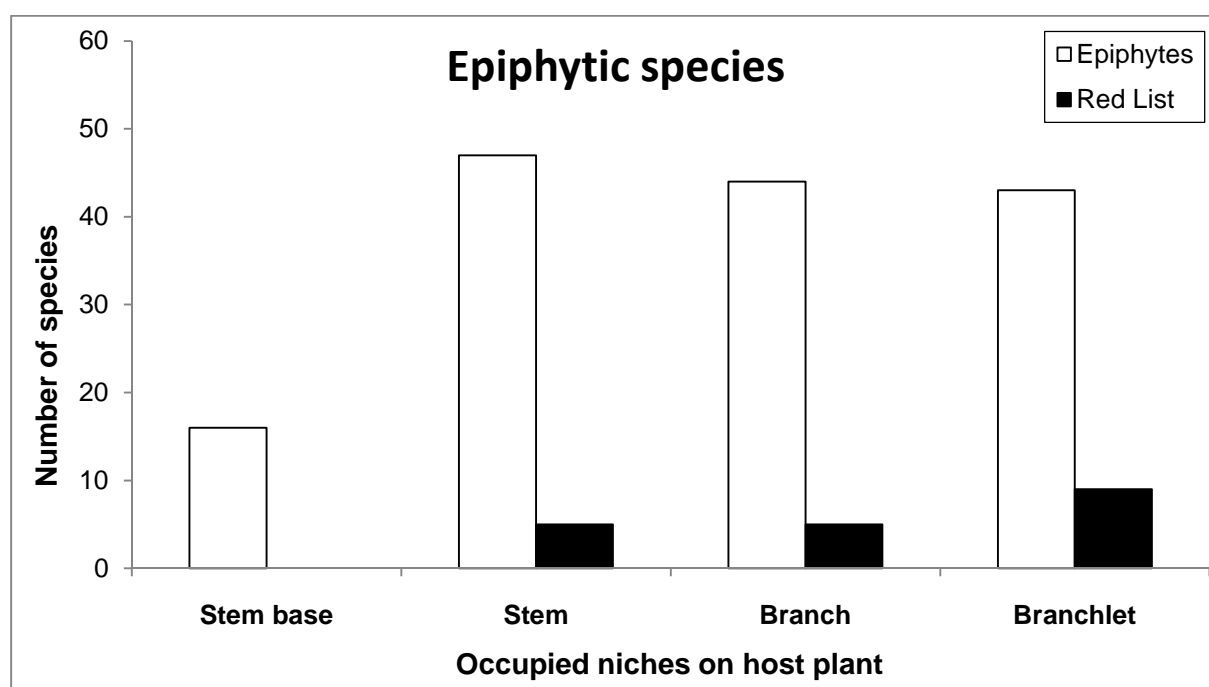 Epiphytic species
Epiphytes
Red List
60
50
40
30
20
10
0
Number of species
Stem base
Stem
Branch
Branchlet
Occupied niches on host plant